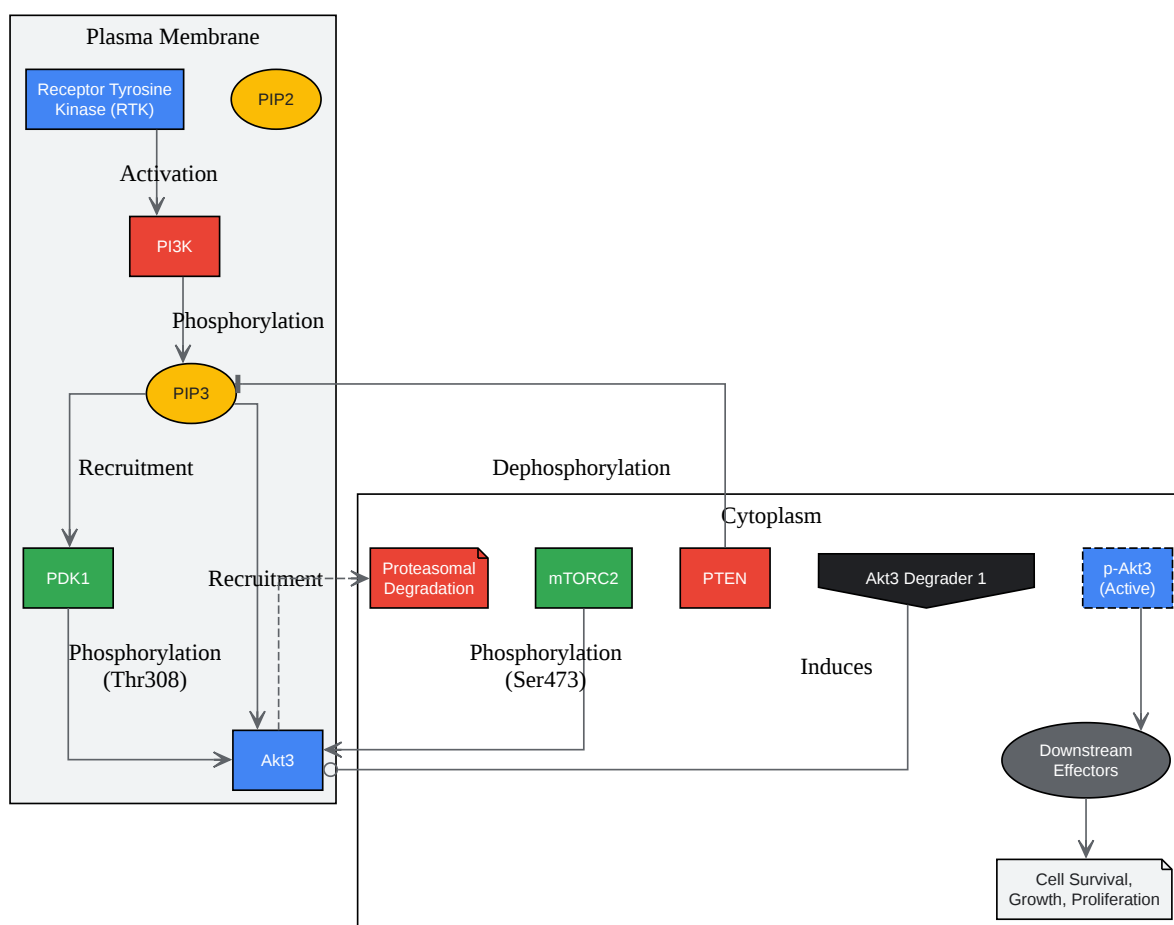 Plasma Membrane
Receptor Tyrosine
Kinase (RTK)
PIP2
Activation
PI3K
Phosphorylation
PIP3
Recruitment
Dephosphorylation
Cytoplasm
PDK1
Recruitment
Proteasomal
Degradation
mTORC2
PTEN
Akt3 Degrader 1
p-Akt3
(Active)
Phosphorylation
(Thr308)
Phosphorylation
(Ser473)
Induces
Akt3
Downstream
Effectors
Cell Survival,
Growth, Proliferation